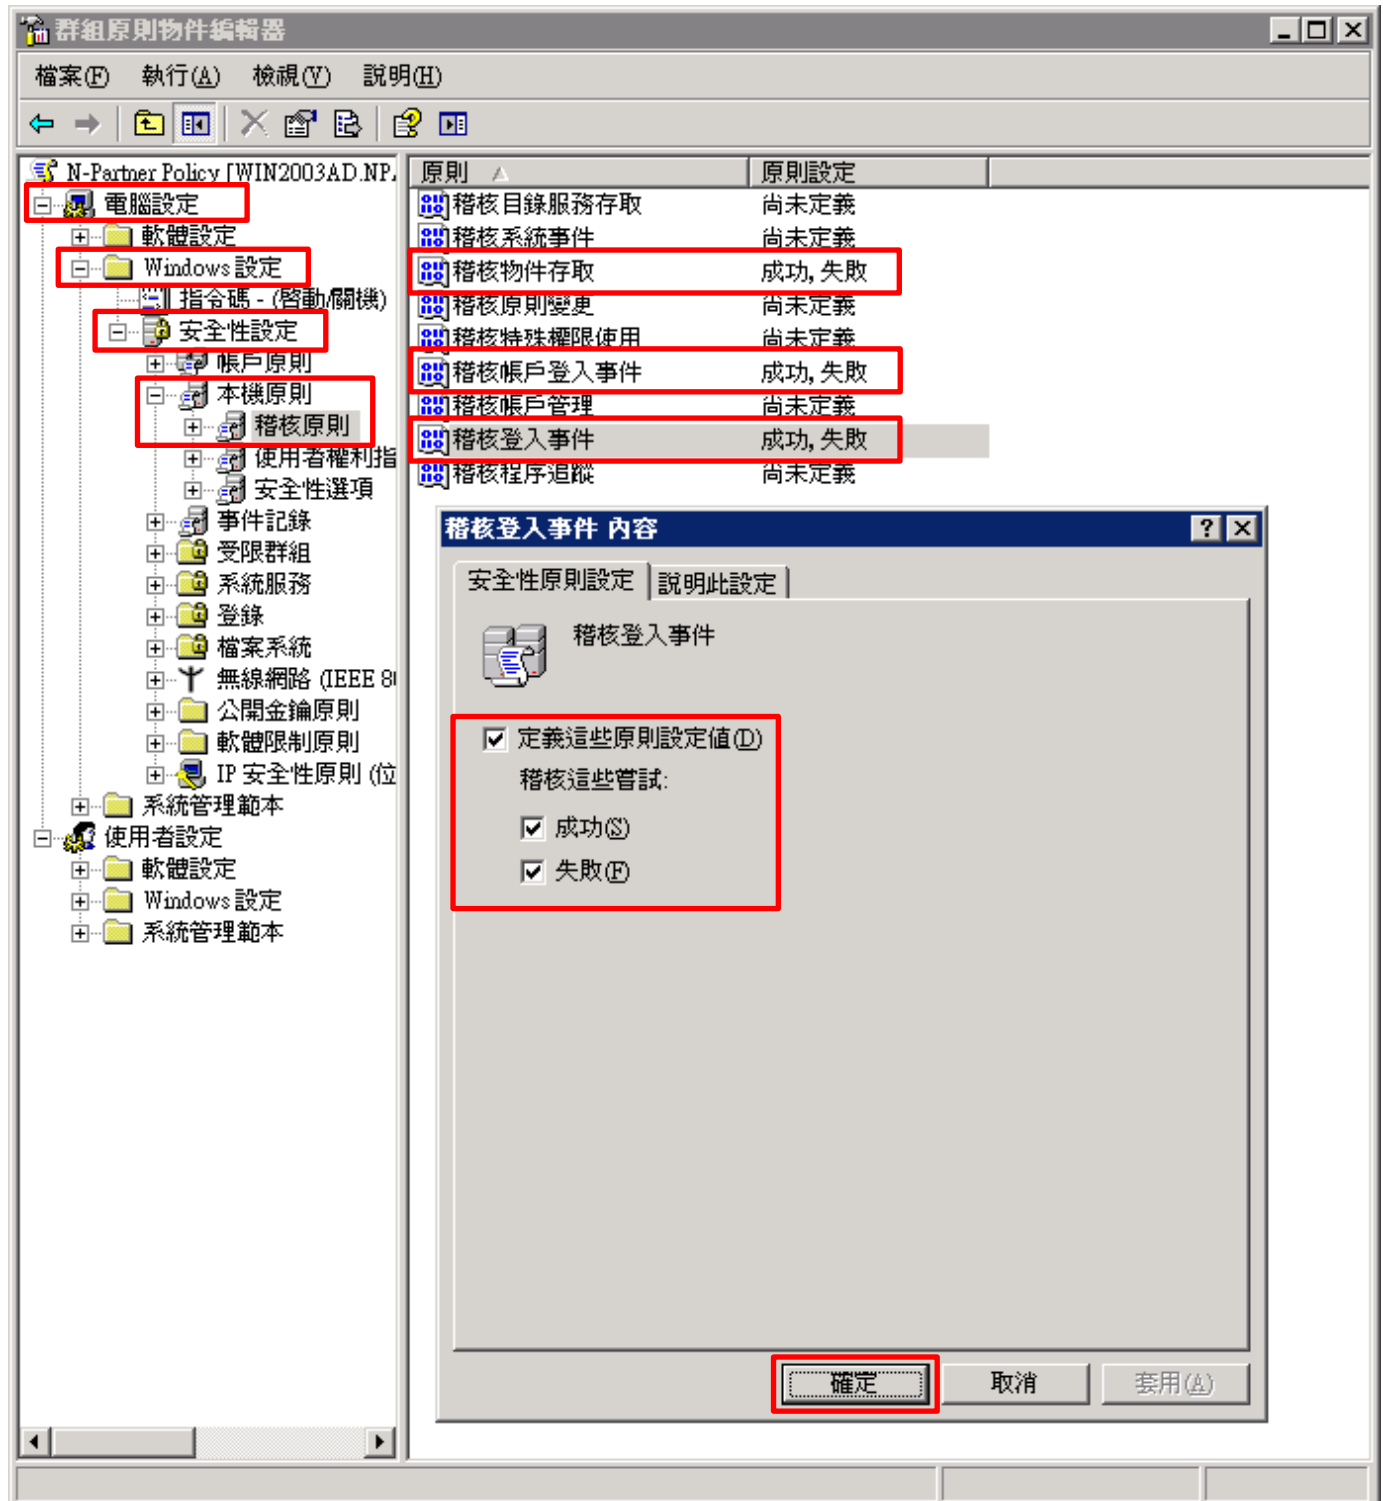 群組原則物件編輯器
檔案(F) 執行(A) 檢視(V) 説明(H)
N-Partner Policy [WIN2003AD.NP
電腦設定
軟體設定
Windows 設定
指令碼 - (啓動/關機)
安全性設定
帳戶原則
本機原則
稽核原則
使用者權利指
安全性選項
事件記錄
受限群組
系統服務
登錄
檔案系統
無線網路 (IEEE 8
公開金鑰原則
軟體限制原則
IP 安全性原則 (位
系統管理範本
使用者設定
軟體設定
Windows 設定
系統管理範本
原則 原則設定
稽核目錄服務存取 尚未定義
稽核系統事件 尚未定義
稽核物件存取 成功, 失敗
稽核原則變更 尚未定義
稽核特殊權限使用 尚未定義
稽核帳戶登入事件 成功, 失敗
稽核帳戶管理 尚未定義
稽核登入事件 成功, 失敗
稽核程序追蹤 尚未定義
稽核登入事件 內容
安全性原則設定 説明此設定
稽核登入事件
定義這些原則設定值(D)
稽核這些嘗試:
成功(S)
失敗(F)
確定 取消 套用(A)